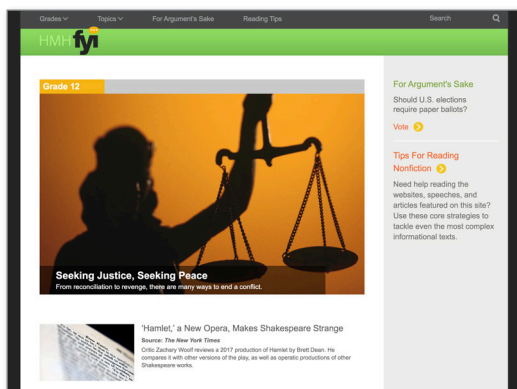 Grades Topics For Argument's Sake Reading Tips Search
HMH fyi
Grade 12
Seeking Justice, Seeking Peace
From reconciliation to revenge, there are many ways to end a conflict.
'Hamlet,' a New Opera, Makes Shakespeare Strange
Source: The New York Times
Critic Zachary Woolf reviews a 2017 production of Hamlet by Brett Dean. He
compares it with other versions of the play, as well as operatic productions of other
Shakespeare works.
For Argument's Sake
Should U.S. elections
require paper ballots?
Vote
Tips For Reading
Nonfiction
Need help reading the
websites, speeches, and
articles featured on this site?
Use these core strategies to
tackle even the most complex
informational texts.